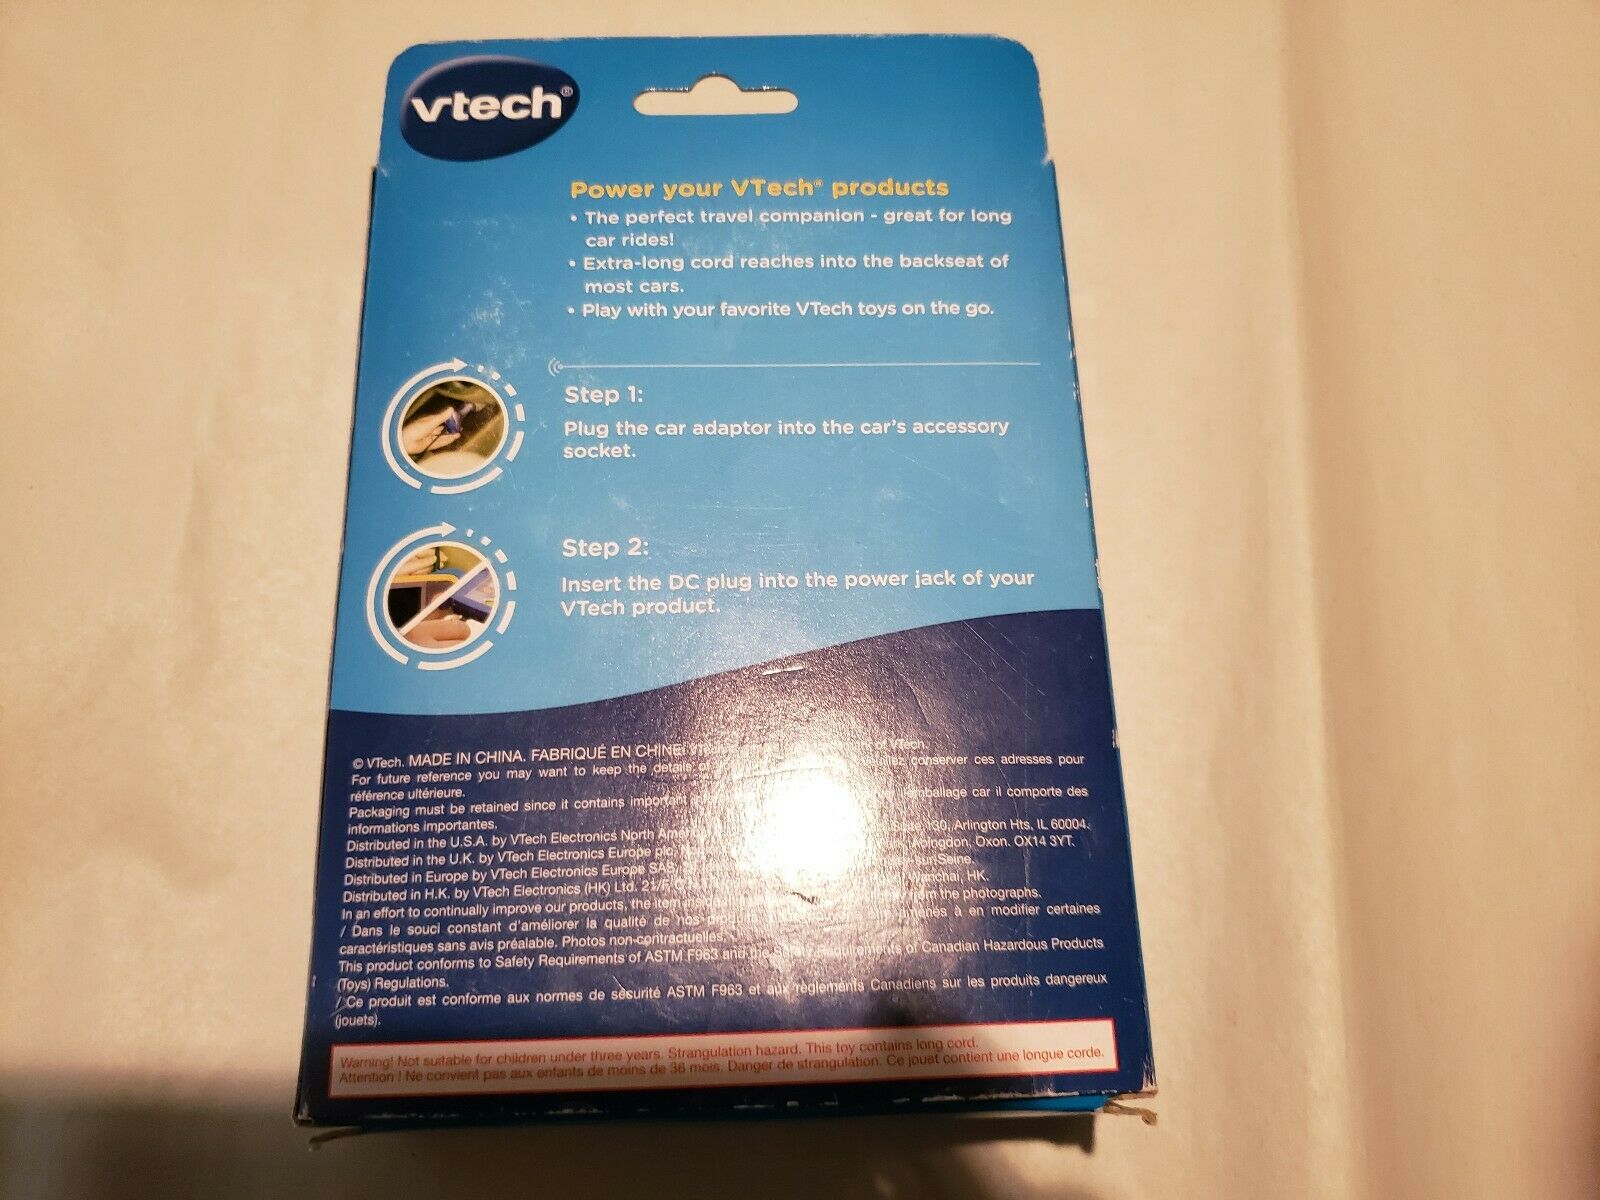 vtech®
Power your VTech® products
• The perfect travel companion - great for long
car rides!
• Extra-long cord reaches into the backseat of
most cars.
• Play with your favorite VTech toys on the go.
Step 1:
Plug the car adaptor into the car's accessory
socket.
Step 2:
Insert the DC plug into the power jack of your
VTech product.
© VTech. MADE IN CHINA. FABRIQUÉ EN CHINE. of VTech.
For future reference you may want to keep the details conserver ces adresses pour
référence ultérieure.
Packaging must be retained since it contains important l'emballage car il comporte des
informations importantes.
Distributed in the U.S.A. by VTech Electronics North 130, Arlington Hts, IL 60004.
Distributed in the U.K. by VTech Electronics Europe plc, Abingdon, Oxon. OX14 3YT.
Distributed in Europe by VTech Electronics Europe SAS
Distributed in H.K. by VTech Electronics (HK) Ltd. Wanchai, HK.
In an effort to continually improve our products, the item the photographs.
/ Dans le souci constant d'améliorer la qualité de nos à en modifier certaines
caractéristiques sans avis préalable. Photos non-contractuelles.
This product conforms to Safety Requirements of ASTM F963 and the Requirements of Canadian Hazardous Products
(Toys) Regulations.
/ Ce produit est conforme aux normes de sécurité ASTM F963 et aux règlements Canadiens sur les produits dangereux
(jouets).
Warning! Not suitable for children under three years. Strangulation hazard. This toy contains long cord.
Attention ! Ne convient pas aux enfants de moins de 36 mois. Danger de strangulation. Ce jouet contient une longue corde.